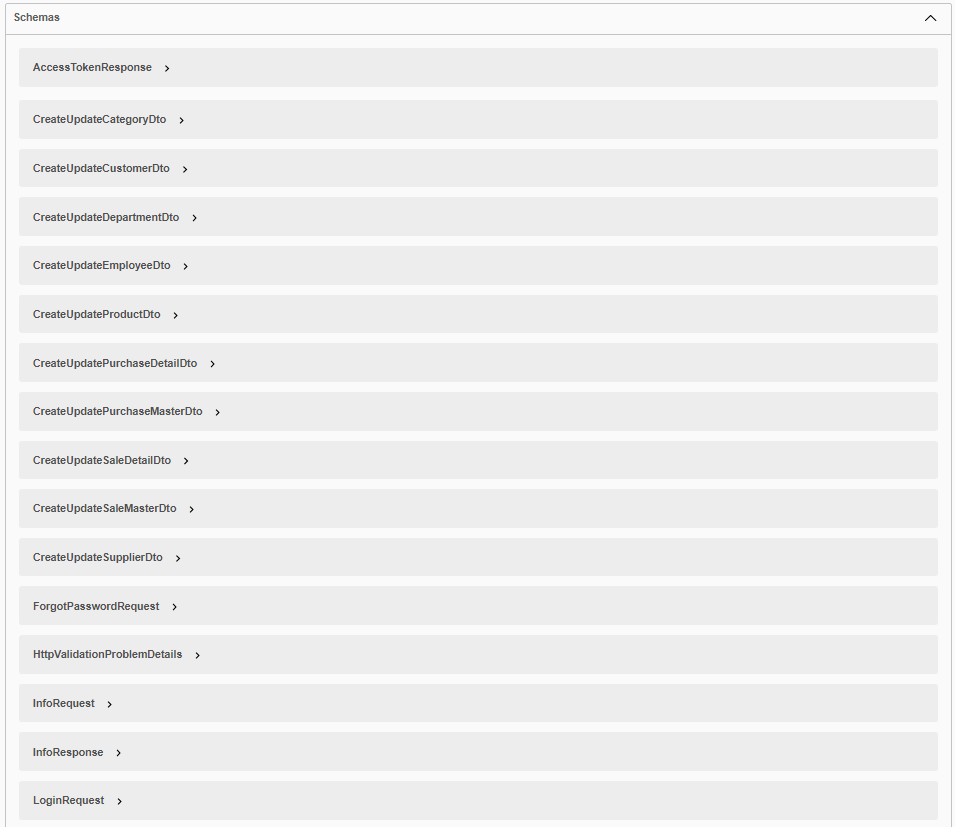 Schemas
AccessTokenResponse
CreateUpdateCategoryDto
CreateUpdateCustomerDto
CreateUpdateDepartmentDto
CreateUpdateEmployeeDto
CreateUpdateProductDto
CreateUpdatePurchaseDetailDto
CreateUpdatePurchaseMasterDto
CreateUpdateSaleDetailDto
CreateUpdateSaleMasterDto
CreateUpdateSupplierDto
ForgotPasswordRequest
HttpValidationProblemDetails
InfoRequest
InfoResponse
LoginRequest